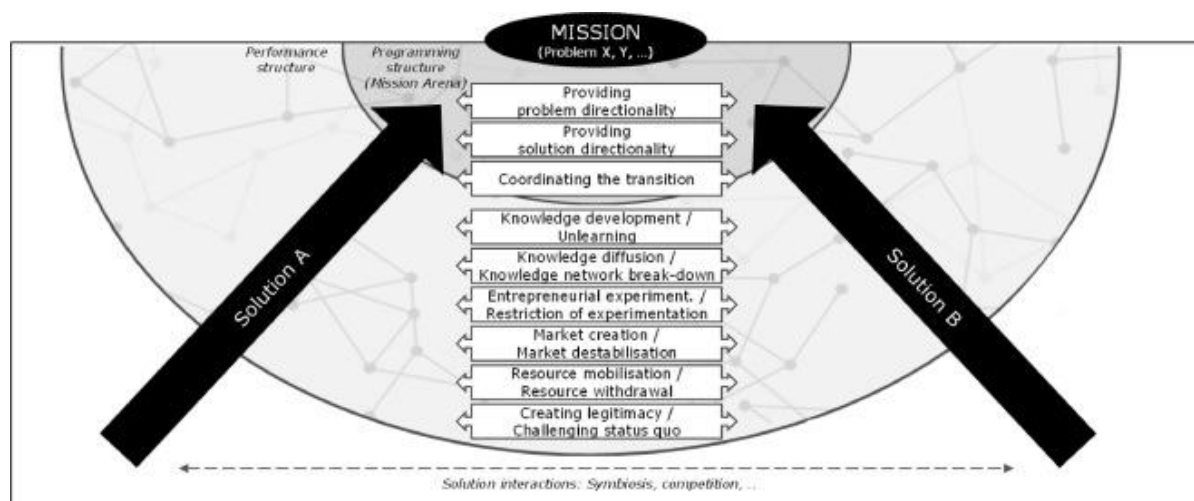 MISSION
(Problem X, Y, ...)
Performance
structure
Programming
structure
(Mission Arena)
Providing
problem directionality
Providing
solution directionality
Coordinating the transition
Knowledge development /
Unlearning
Knowledge diffusion /
Knowledge network break-down
Entrepreneurial experiment. /
Restriction of experimentation
Market creation /
Market destabilisation
Resource mobilisation /
Resource withdrawal
Creating legitimacy /
Challenging status quo
Solution A
Solution B
Solution interactions: Symbiosis, competition, ..